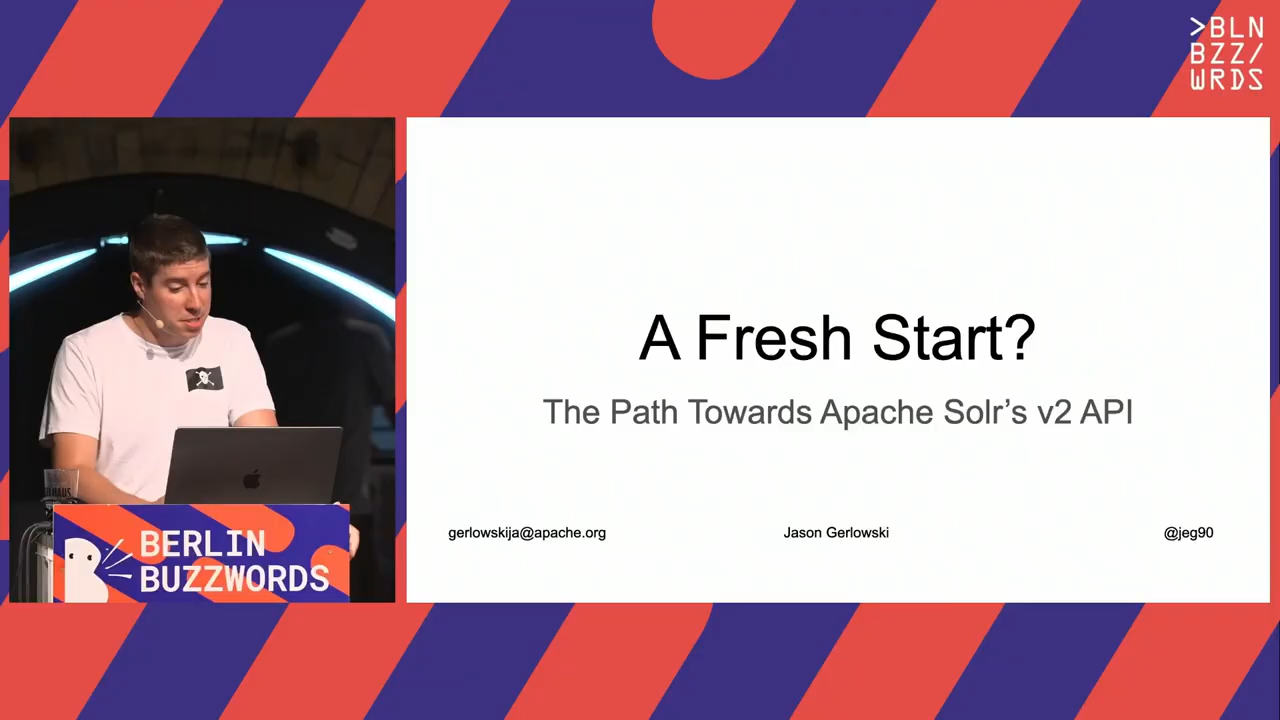 >BLN
BZZ/
WRDS
A Fresh Start?
The Path Towards Apache Solr's v2 API
gerlowskija@apache.org
Jason Gerlowski
@jeg90
BERLIN
BUZZWORDS